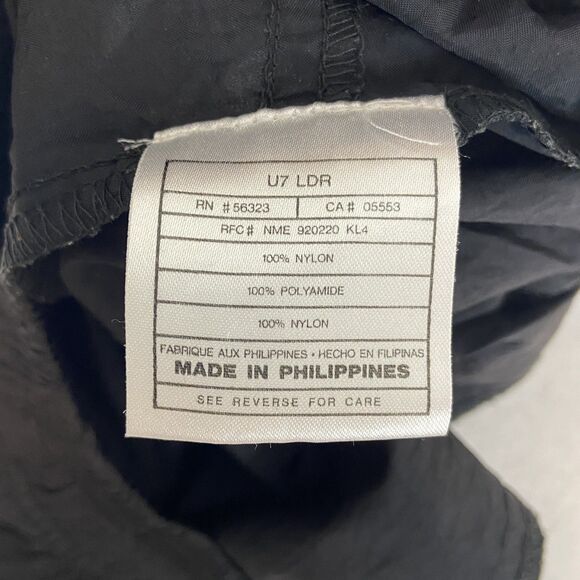 U7 LDR
RN #56323 CA# 05553
RFC# NME 920220 KL4
100% NYLON
100% POLYAMIDE
100% NYLON
FABRIQUE AUX PHILIPPINES • HECHO EN FILIPINAS
MADE IN PHILIPPINES
SEE REVERSE FOR CARE